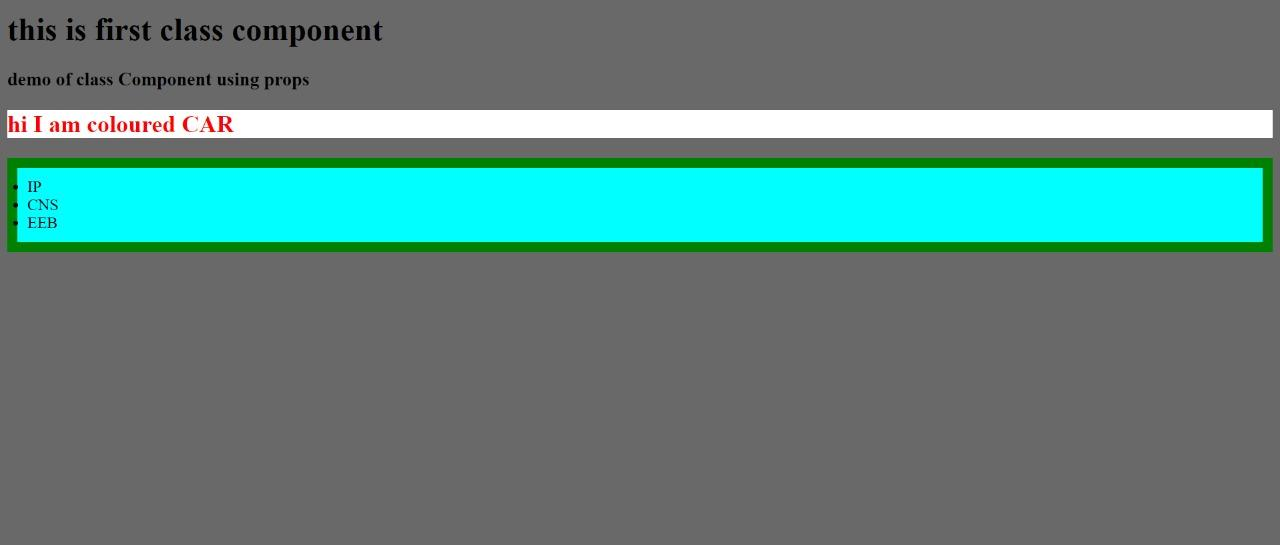 this is first class component
demo of class Component using props
hi I am coloured CAR
IP
CNS
EEB